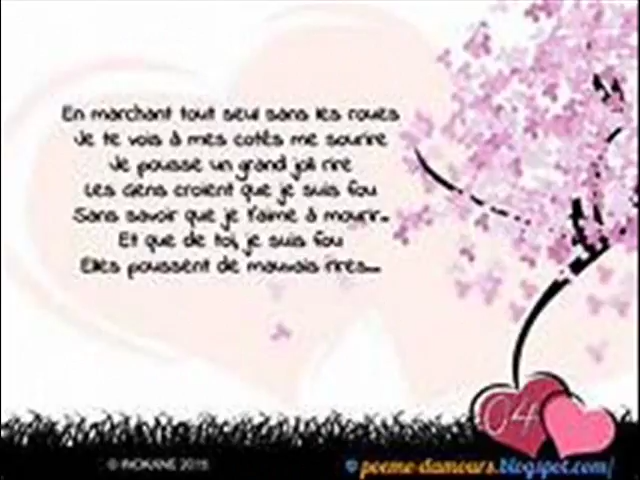 En marchant tout seul sans les roues
Je te vois à mes cotés me sourire
Je pousse un grand joli rire
Les Gens croient que je suis fou
Sans savoir que je t'aime à mourir...
Et que de toi, je suis fou
Elles poussent de mauvais rires....
04
© INOKANE 2015
© poeme-damours.blogspot.com/